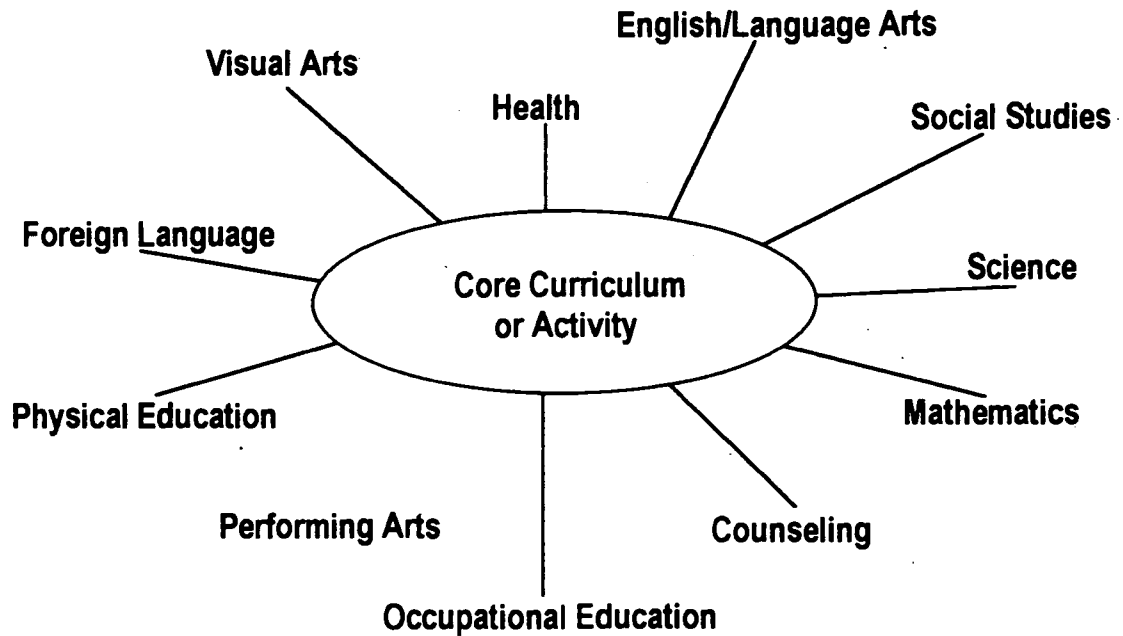 English/Language Arts
Visual Arts
Health
Social Studies
Foreign Language
Science
Core Curriculum
or Activity
Physical Education
Mathematics
Performing Arts
Counseling
Occupational Education